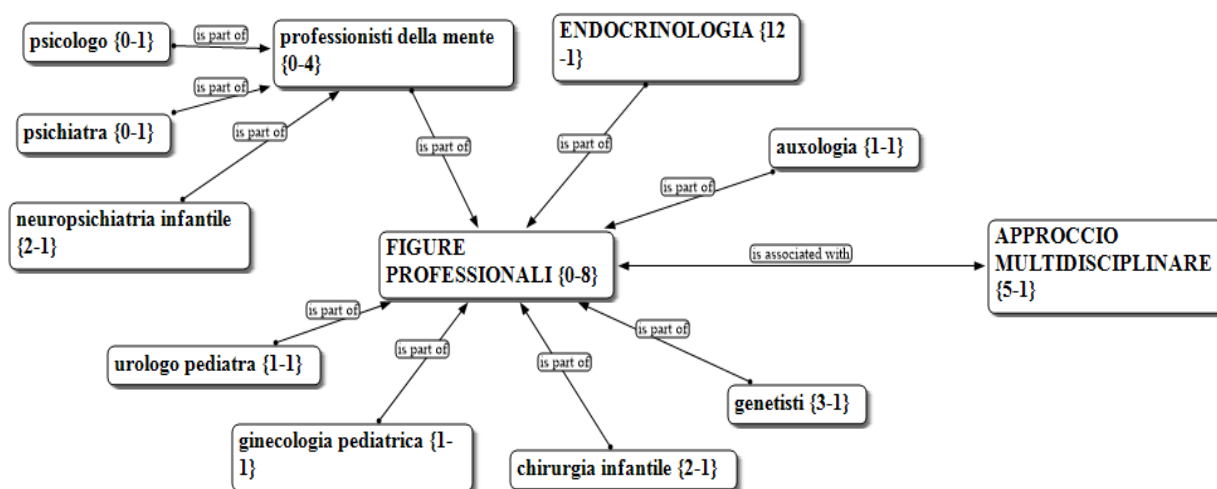 psicologo {0-1}
is part of
professionisti della mente
{0-4}
ENDOCRINOLOGIA {12
-1}
is part of
psichiatra {0-1}
is part of
is part of
is part of
auxologia {1-1}
is part of
neuropsichiatria infantile
{2-1}
FIGURE
PROFESSIONALI {0-8}
is associated with
APPROCCIO
MULTIDISCIPLINARE
{5-1}
is part of
urologo pediatra {1-1}
is part of
is part of
is part of
genetisti {3-1}
ginecologia pediatrica {1-
1}
chirurgia infantile {2-1}